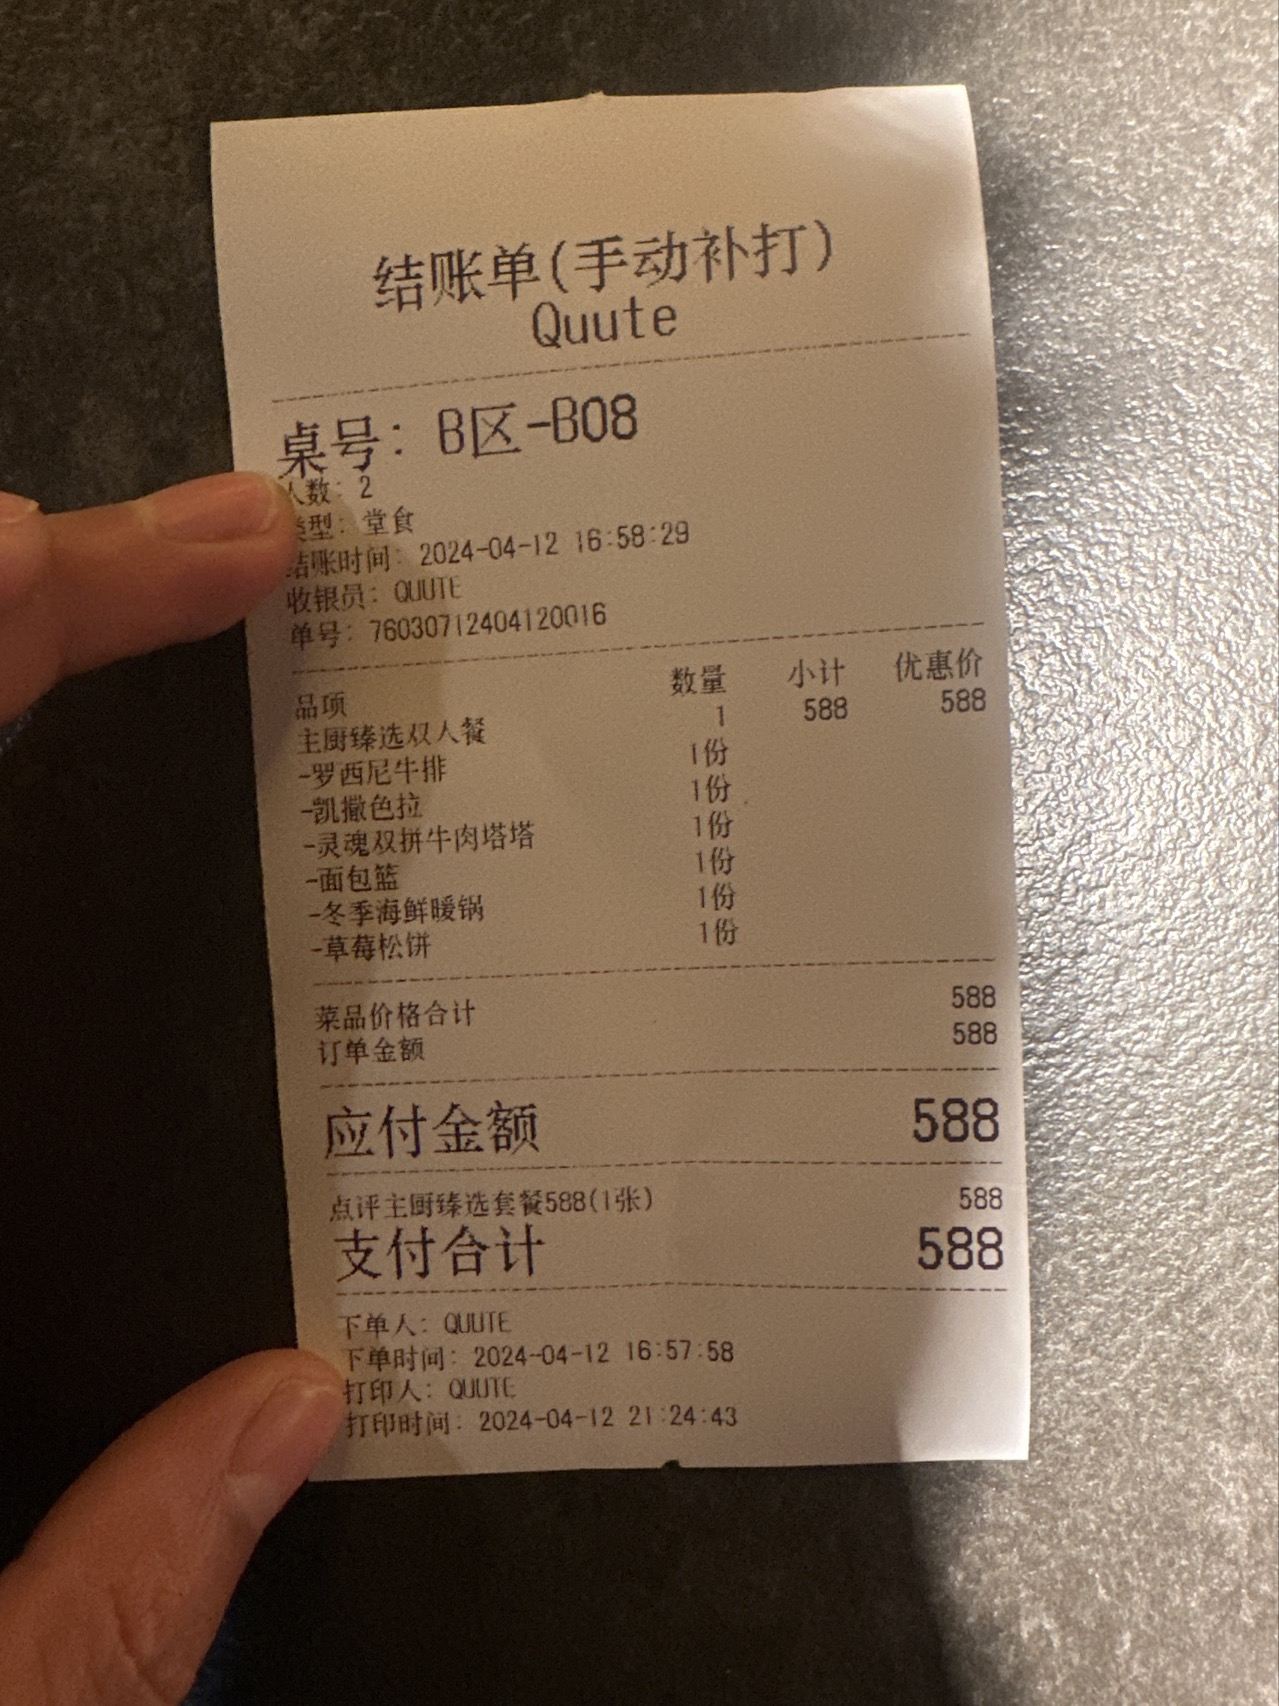 结账单(手动补打)
Quute
桌号: B区-B08
人数: 2
类型: 堂食
结账时间: 2024-04-12 16:58:29
收银员: QUUTE
单号: 76030712404120016
品项 数量 小计 优惠价
主厨臻选双人餐 1 588 588
-罗西尼牛排 1份
-凯撒色拉 1份
-灵魂双拼牛肉塔塔 1份
-面包篮 1份
-冬季海鲜暖锅 1份
-草莓松饼 1份
菜品价格合计 588
订单金额 588
应付金额 588
点评主厨臻选套餐588(1张) 588
支付合计 588
下单人: QUUTE
下单时间: 2024-04-12 16:57:58
打印人: QUUTE
打印时间: 2024-04-12 21:24:43